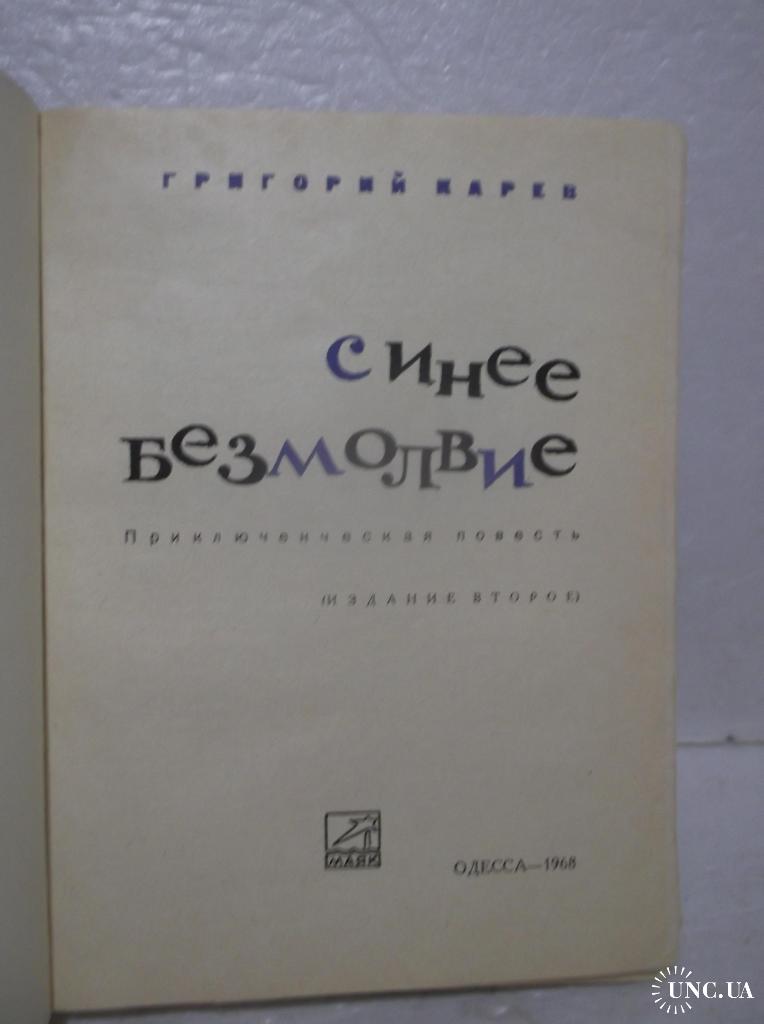 ГРИГОРИЙ КАРЕВ
Синее
безмолвие
Приключенческая повесть
(ИЗДАНИЕ ВТОРОЕ)
МАЯК
ОДЕССА—1968
UNC.UA